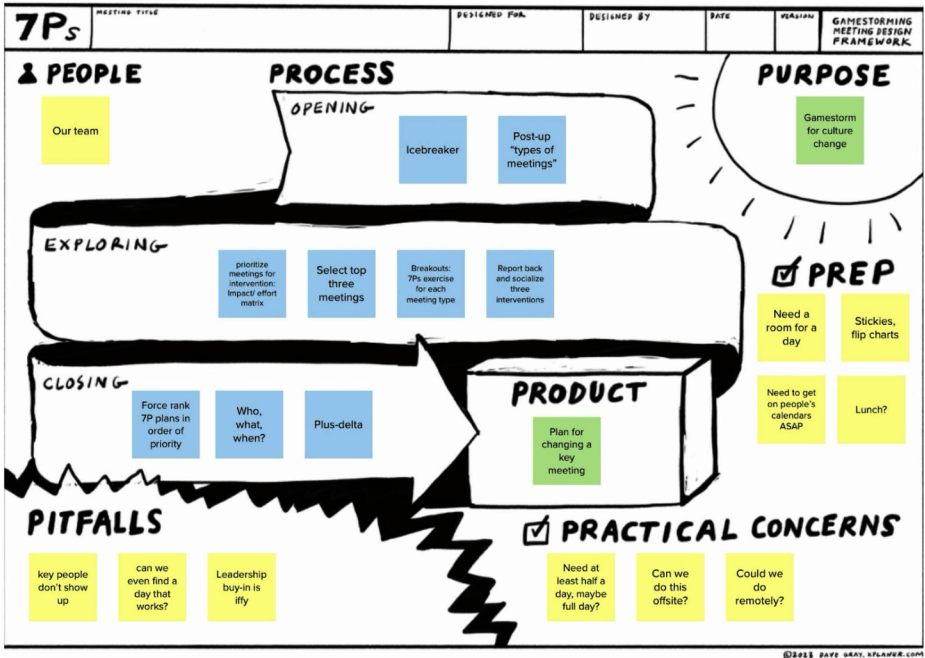 7Ps
MEETING TITLE
DESIGNED FOR
DESIGNED BY
DATE
VERSION
GAMESTORMING
MEETING DESIGN
FRAMEWORK
PEOPLE
Our team
PROCESS
OPENING
Icebreaker
Post-up
“types of
meetings”
PURPOSE
Gamestorm
for culture
change
EXPLORING
prioritize
meetings for
intervention:
Impact/ effort
matrix
Select top
three
meetings
Breakouts:
7Ps exercise
for each
meeting type
Report back
and socialize
three
interventions
PREP
Need a
room for a
day
Stickies,
flip charts
Need to get
on people's
calendars
ASAP
Lunch?
CLOSING
Force rank
7P plans in
order of
priority
Who,
what,
when?
Plus-delta
PRODUCT
Plan for
changing a
key
meeting
PITFALLS
key people
don't show
up
can we
even find a
day that
works?
Leadership
buy-in is
iffy
PRACTICAL CONCERNS
Need at
least half a
day, maybe
full day?
Can we
do this
offsite?
Could we
do
remotely?
©2023 DAVE GRAY, XPLANER.COM